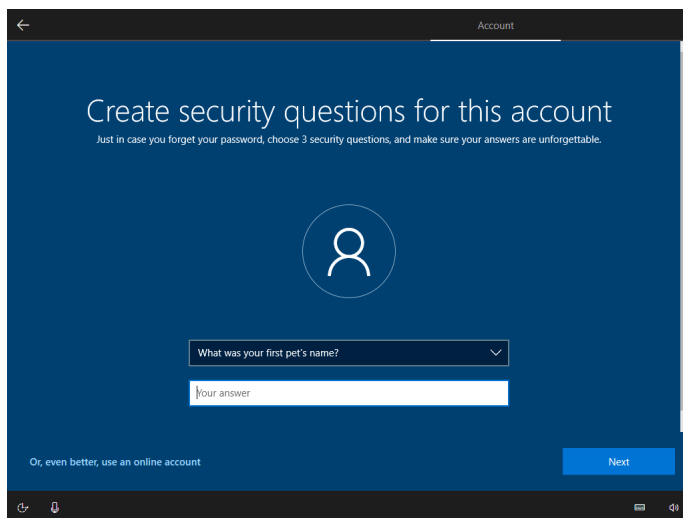 Account
Create security questions for this account
Just in case you forget your password, choose 3 security questions, and make sure your answers are unforgettable.
What was your first pet's name?
Your answer
Or, even better, use an online account
Next